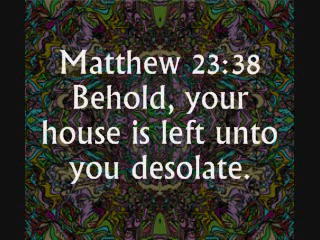 Matthew 23:38
Behold, your
house is left unto
you desolate.